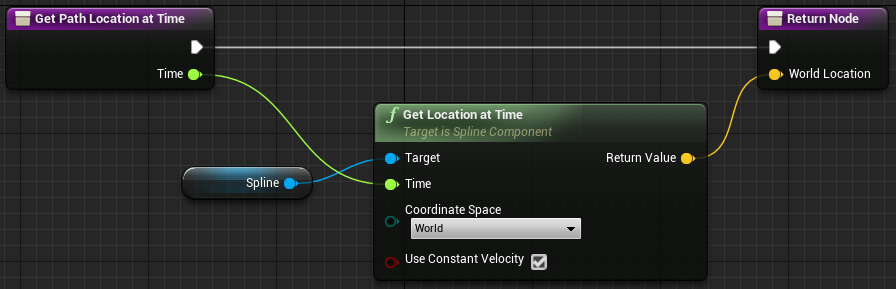 Get Path Location at Time
Return Node
Time
World Location
f Get Location at Time
Target is Spline Component
Target
Return Value
Spline
Time
Coordinate Space
World
Use Constant Velocity